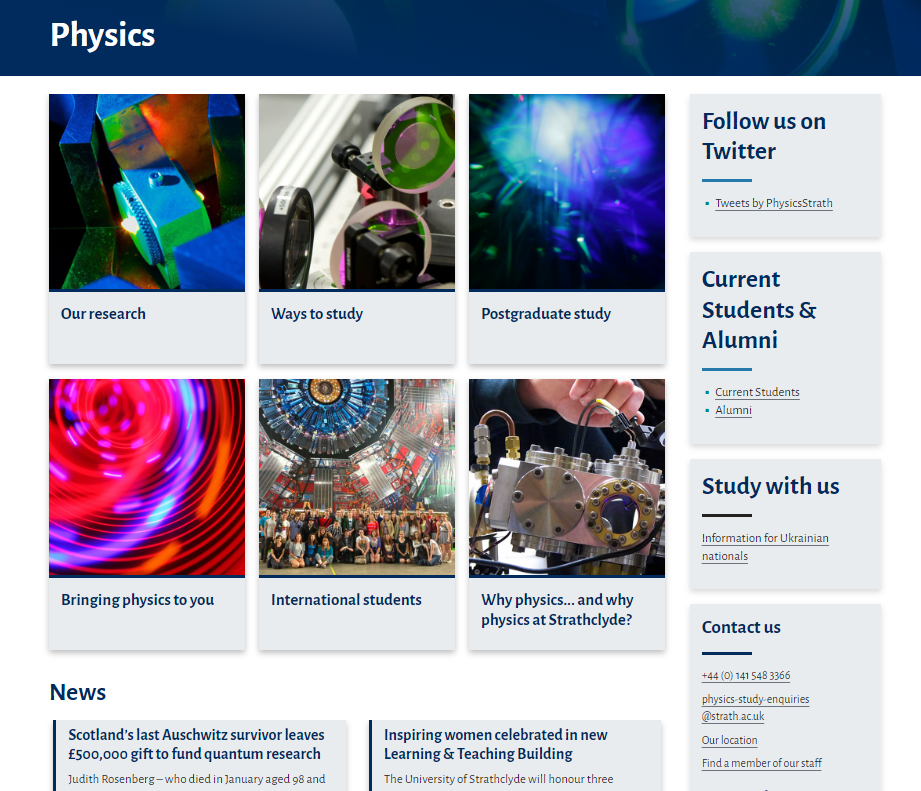 Physics
Our research
Ways to study
Postgraduate study
Bringing physics to you
International students
Why physics... and why
physics at Strathclyde?
News
Scotland's last Auschwitz survivor leaves
£500,000 gift to fund quantum research
Judith Rosenberg – who died in January aged 98 and
Inspiring women celebrated in new
Learning & Teaching Building
The University of Strathclyde will honour three
Follow us on
Twitter
Tweets by PhysicsStrath
Current
Students &
Alumni
Current Students
Alumni
Study with us
Information for Ukrainian
nationals
Contact us
+44 (0) 141 548 3366
physics-study-enquiries
@strath.ac.uk
Our location
Find a member of our staff